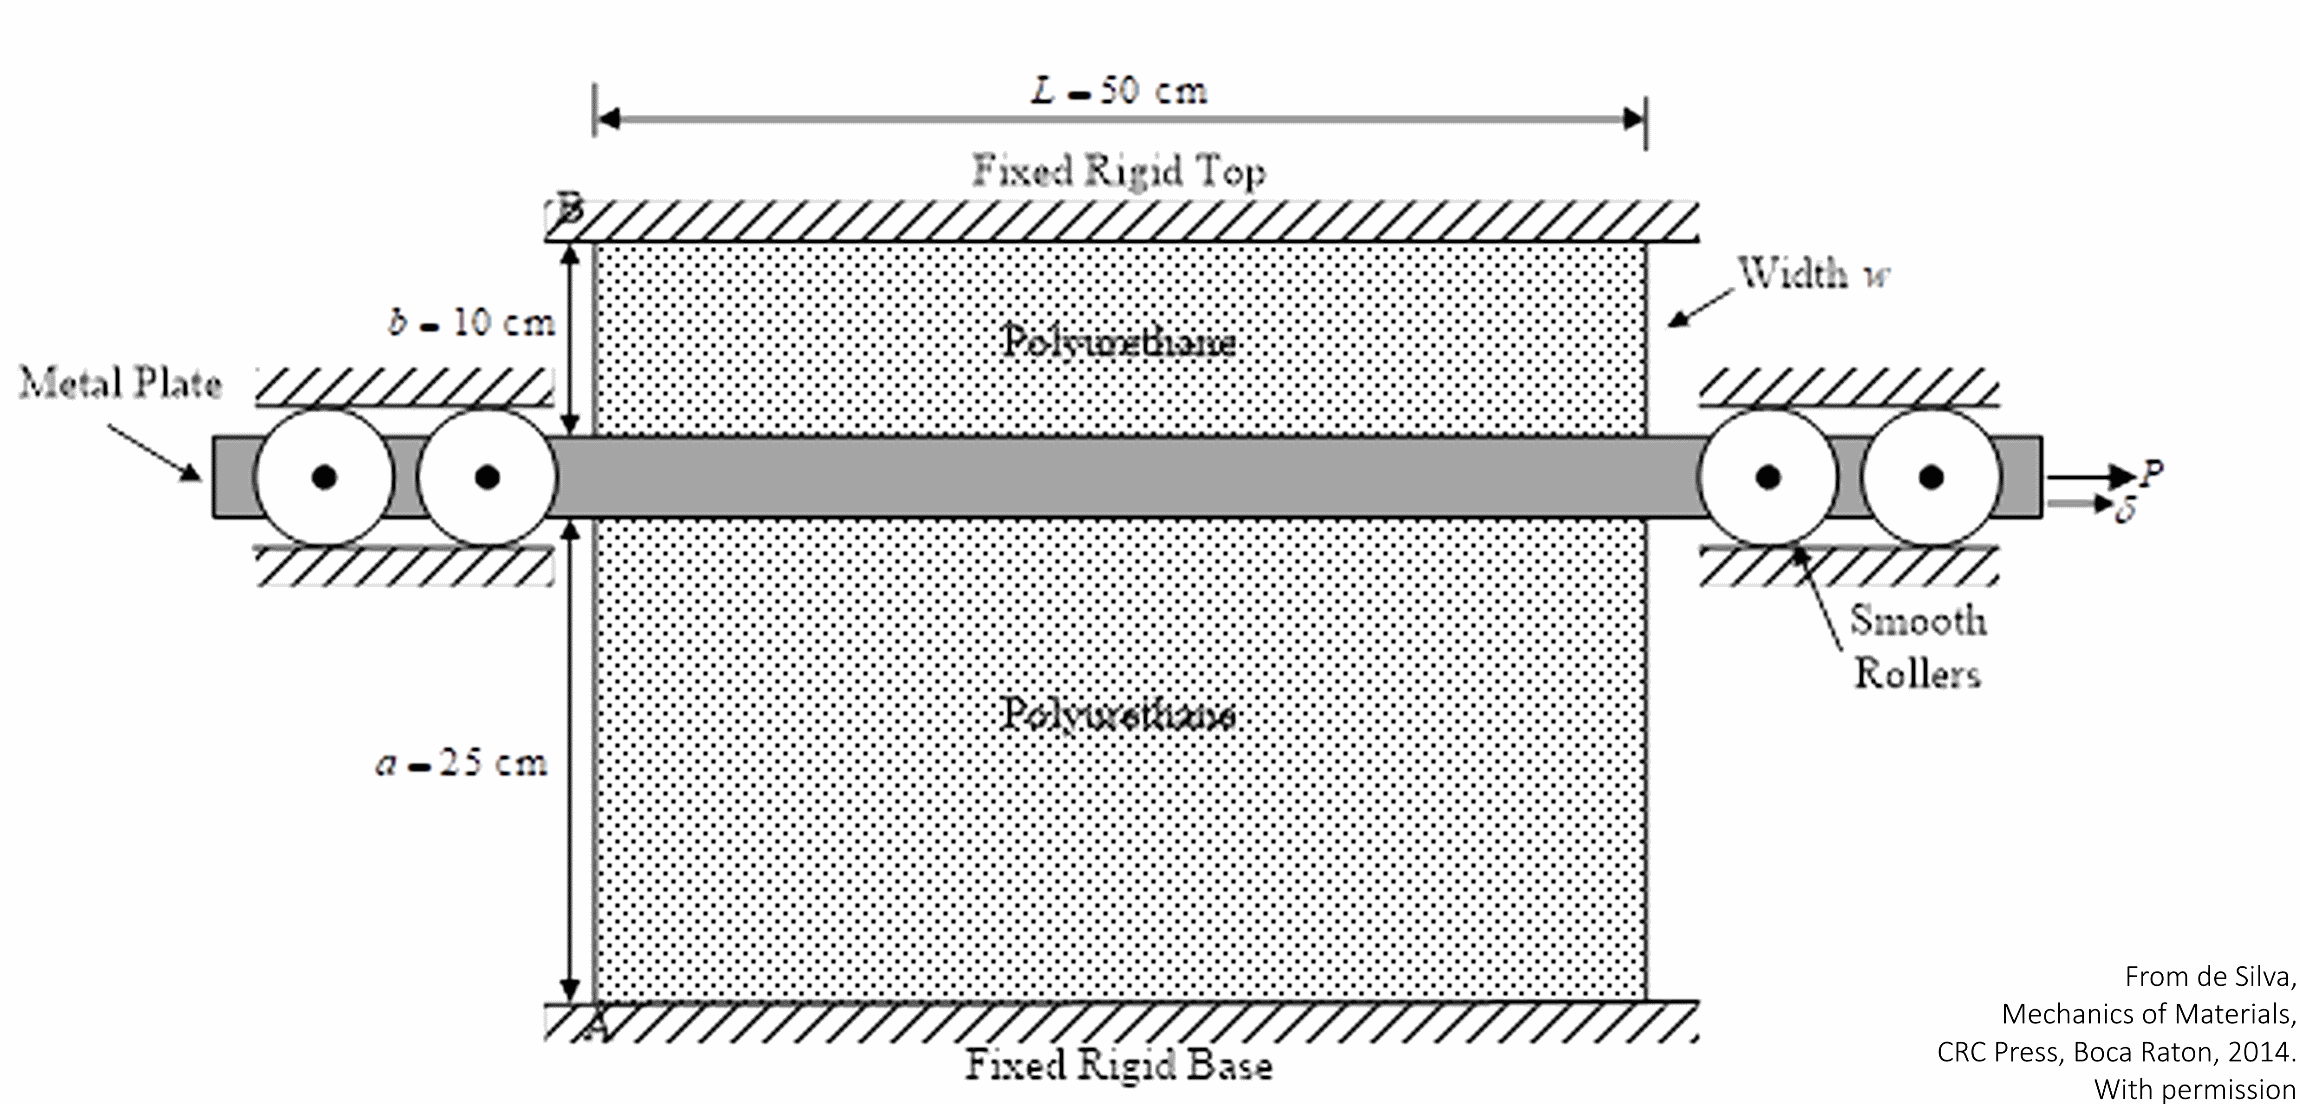 L = 50 cm
Fixed Rigid Top
B
Width w
b = 10 cm
Polyurethane
Metal Plate
P
δ
Smooth
Rollers
Polyurethane
a = 25 cm
A
Fixed Rigid Base
From de Silva,
Mechanics of Materials,
CRC Press, Boca Raton, 2014.
With permission